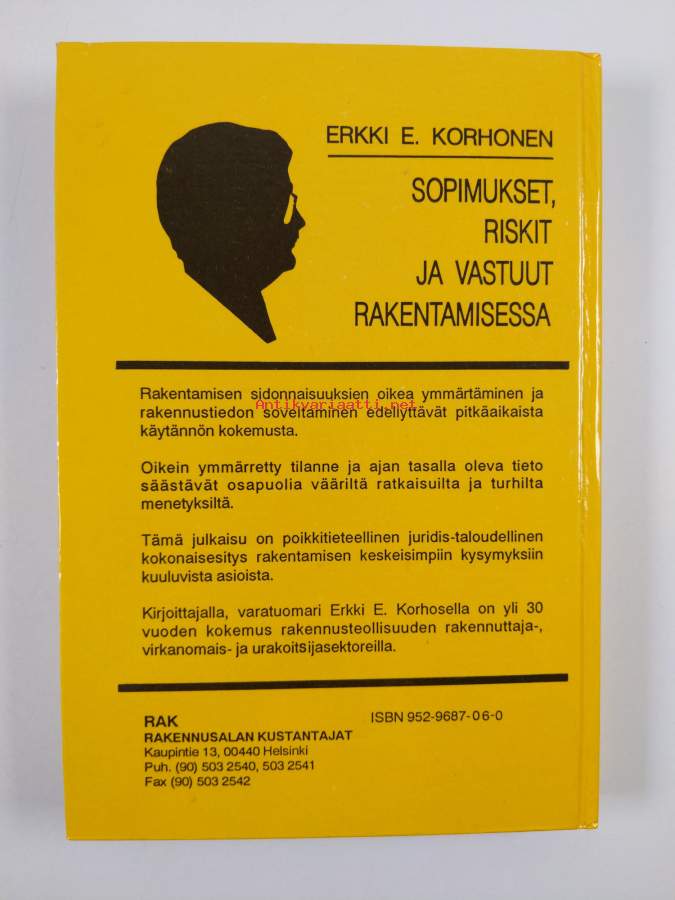 ERKKI E. KORHONEN
SOPIMUKSET,
RISKIT
JA VASTUUT
RAKENTAMISESSA
Rakentamisen sidonnaisuuksien oikea ymmärtäminen ja
Antikvariaatti.net
rakennustiedon soveltaminen edellyttävät pitkäaikaista
käytännön kokemusta.
Oikein ymmärretty tilanne ja ajan tasalla oleva tieto
säästävät osapuolia vääriltä ratkaisuilta ja turhilta
menetyksiltä.
Tämä julkaisu on poikkitieteellinen juridis-taloudellinen
kokonaisesitys rakentamisen keskeisimpiin kysymyksiin
kuuluvista asioista.
Kirjoittajalla, varatuomari Erkki E. Korhosella on yli 30
vuoden kokemus rakennusteollisuuden rakennuttaja-,
virkanomais- ja urakoitsijasektoreilla.
RAK
RAKENNUSALAN KUSTANTAJAT
Kaupintie 13, 00440 Helsinki
Puh. (90) 503 2540, 503 2541
Fax (90) 503 2542
ISBN 952-9687-06-0